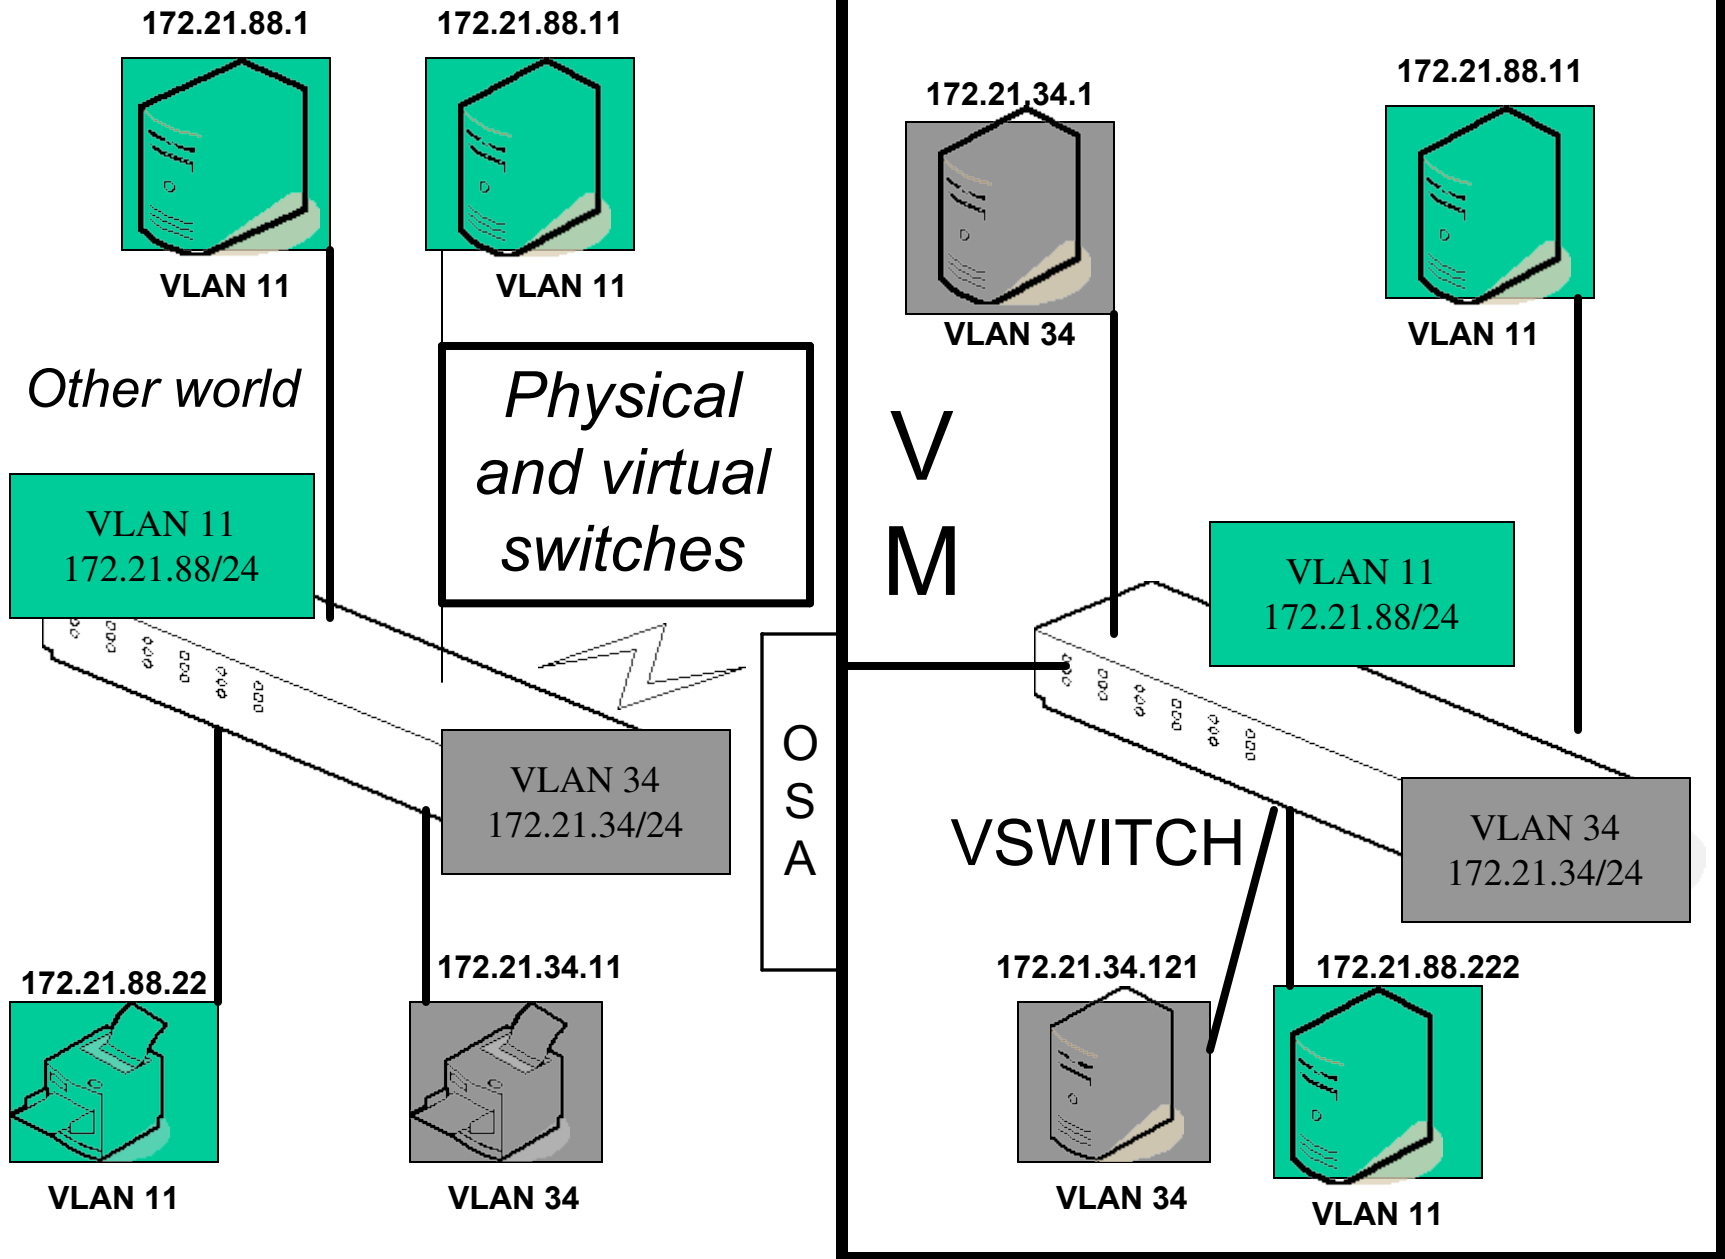 172.21.88.1
172.21.88.11
VLAN 11
VLAN 11
Other world
Physical
and virtual
switches
VLAN 11
172.21.88/24
VLAN 34
172.21.34/24
O
S
A
172.21.88.22
172.21.34.11
VLAN 11
VLAN 34
172.21.34.1
172.21.88.11
VLAN 34
VLAN 11
V
M
VLAN 11
172.21.88/24
VSWITCH
VLAN 34
172.21.34/24
172.21.34.121
172.21.88.222
VLAN 34
VLAN 11